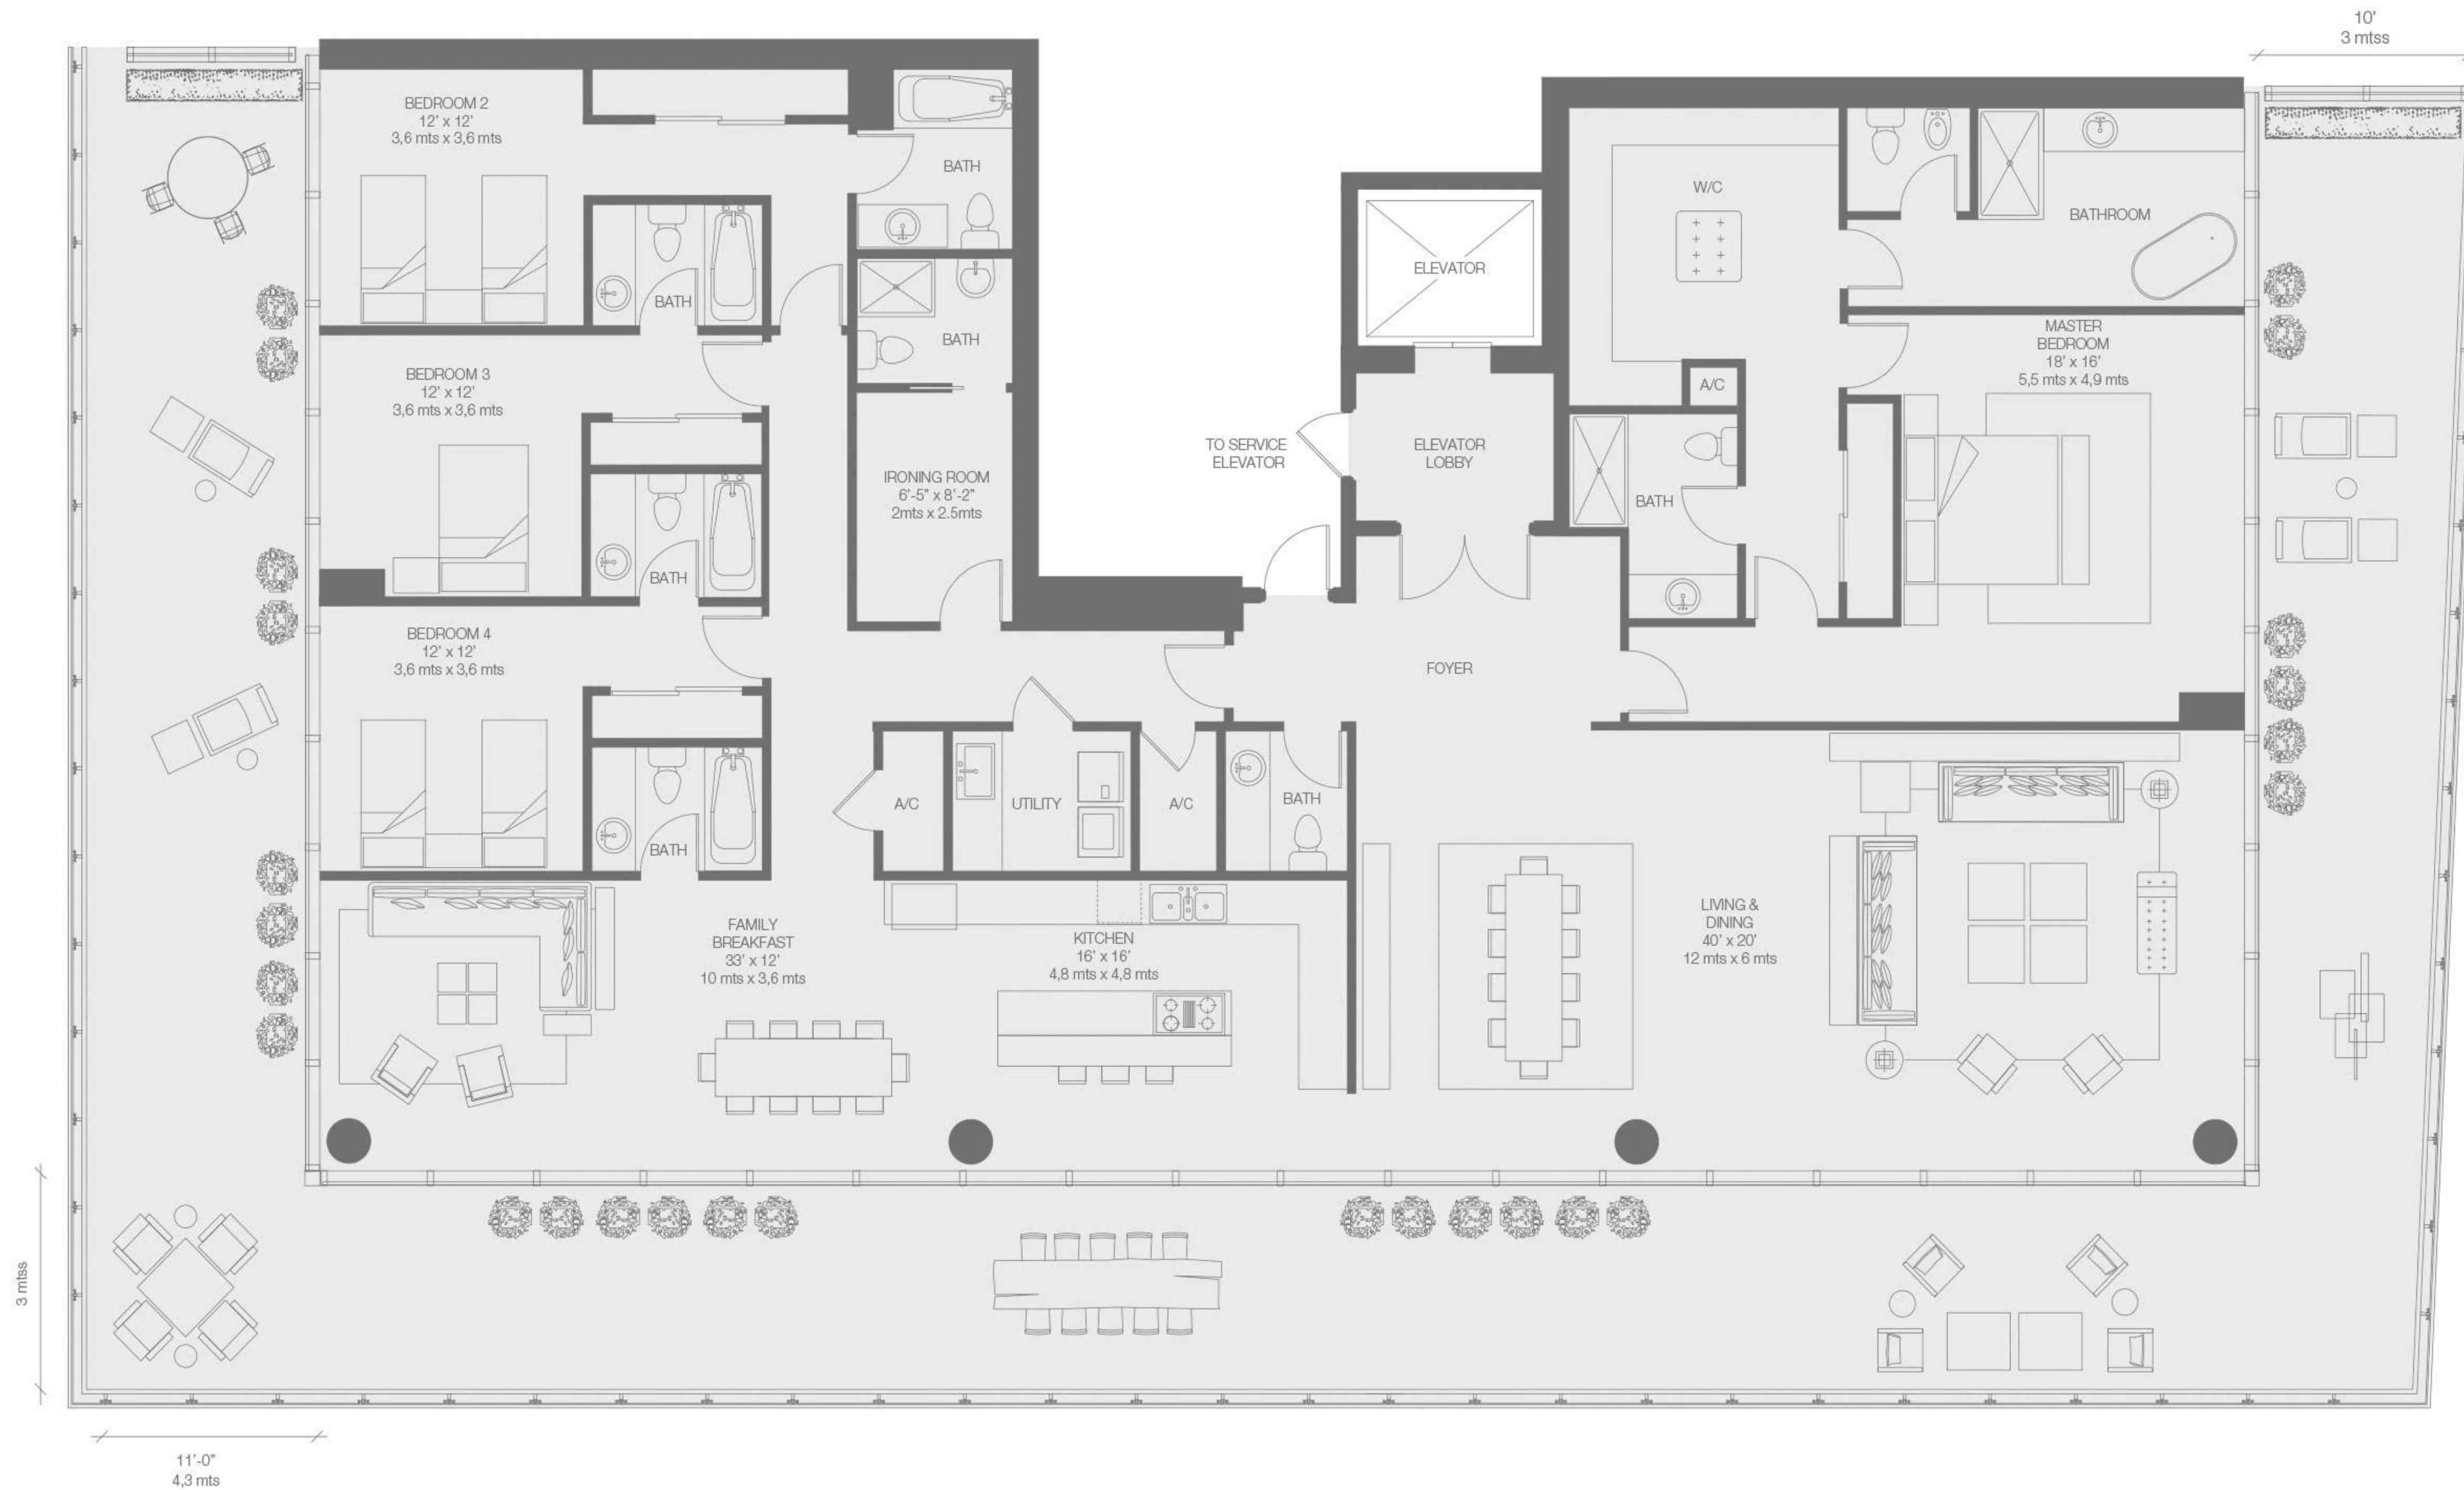 10'
3 mtss
BEDROOM 2
12' x 12'
3,6 mts x 3,6 mts
BATH
BATH
BATH
BEDROOM 3
12' x 12'
3,6 mts x 3,6 mts
IRONING ROOM
6'-5" x 8'-2"
2mts x 2.5mts
BATH
BEDROOM 4
12' x 12'
3,6 mts x 3,6 mts
BATH
ELEVATOR
TO SERVICE
ELEVATOR
ELEVATOR
LOBBY
W/C
A/C
BATH
BATHROOM
MASTER
BEDROOM
18' x 16'
5,5 mts x 4,9 mts
FOYER
A/C
UTILITY
A/C
BATH
FAMILY
BREAKFAST
33' x 12'
10 mts x 3,6 mts
KITCHEN
16' x 16'
4,8 mts x 4,8 mts
LIVING &
DINING
40' x 20'
12 mts x 6 mts
3 mtss
11'-0"
4,3 mts